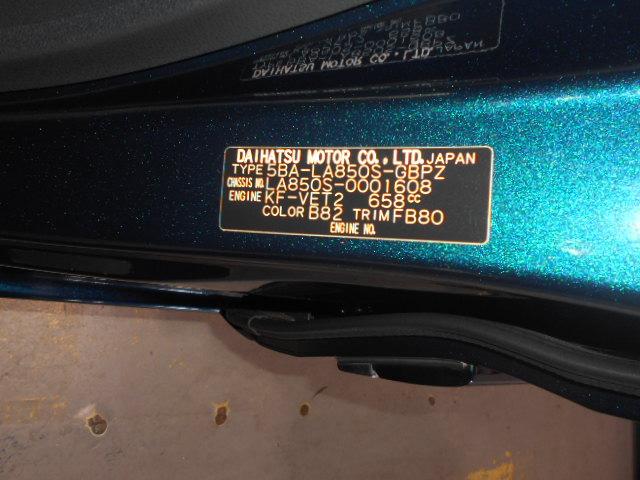 DAIHATSU MOTOR CO., LTD. JAPAN
TYPE 5BA-LA850S-GBPZ
CHASSIS NO. LA850S-0001608
ENGINE KF-VET2 658cc
COLOR B82 TRIM FB80
ENGINE NO.